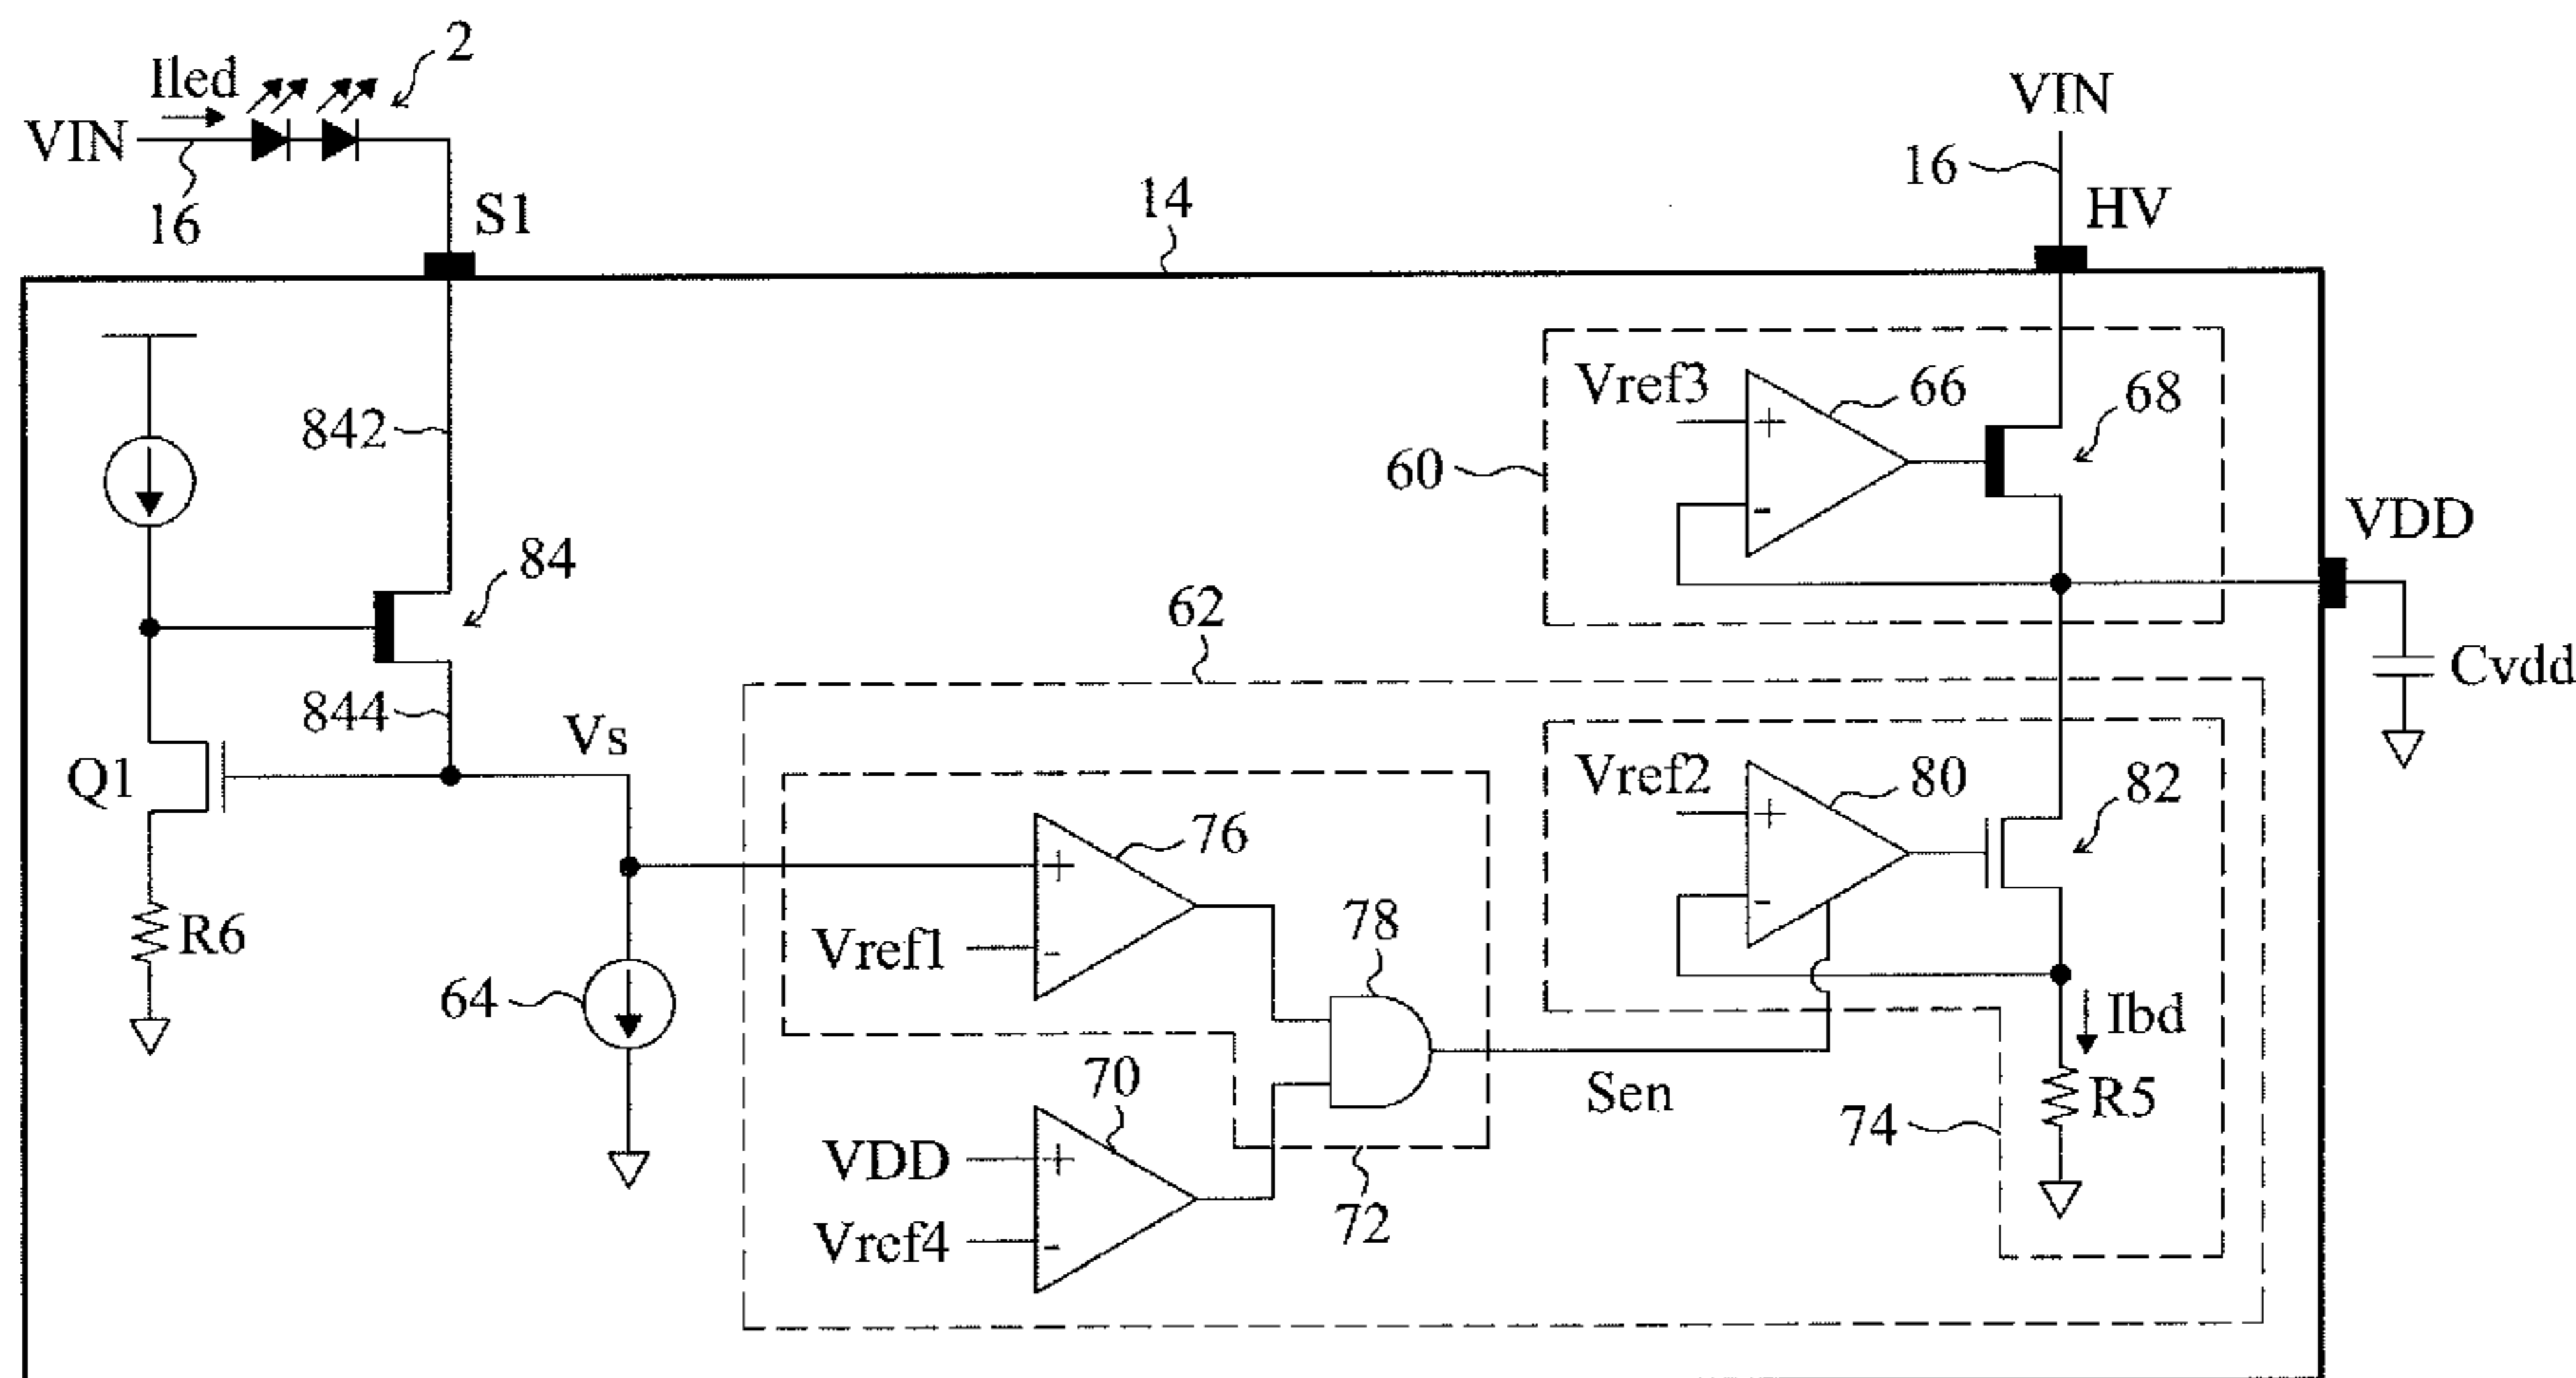 2
Iled
VIN
16
S1
14
VIN
16
HV
842
Vref3
66
68
60
VDD
84
62
Cvdd
844
Vs
Q1
Vref2
80
82
76
R6
Vref1
78
64
Ibd
70
Sen
R5
74
VDD
72
Vref4